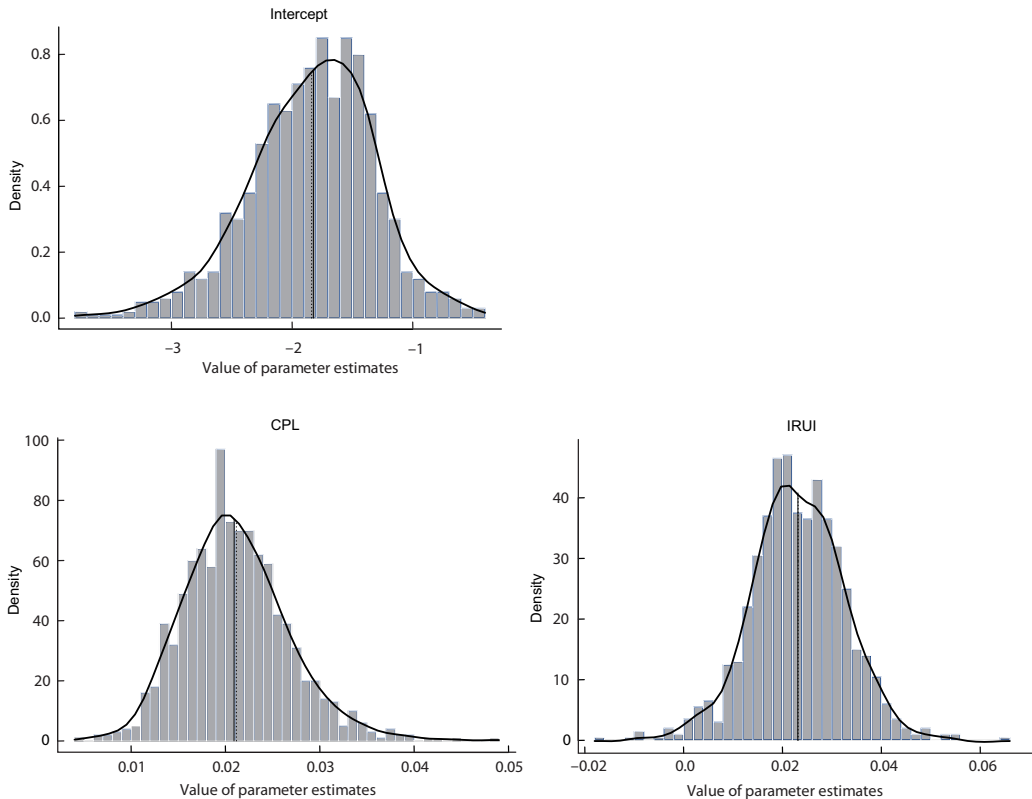 Intercept
Density
0.8
0.6
0.4
0.2
0.0
–3 –2 –1
Value of parameter estimates
CPL
Density
100
80
60
40
20
0
0.01 0.02 0.03 0.04 0.05
Value of parameter estimates
IRUI
Density
40
30
20
10
0
–0.02 0.0 0.02 0.04 0.06
Value of parameter estimates